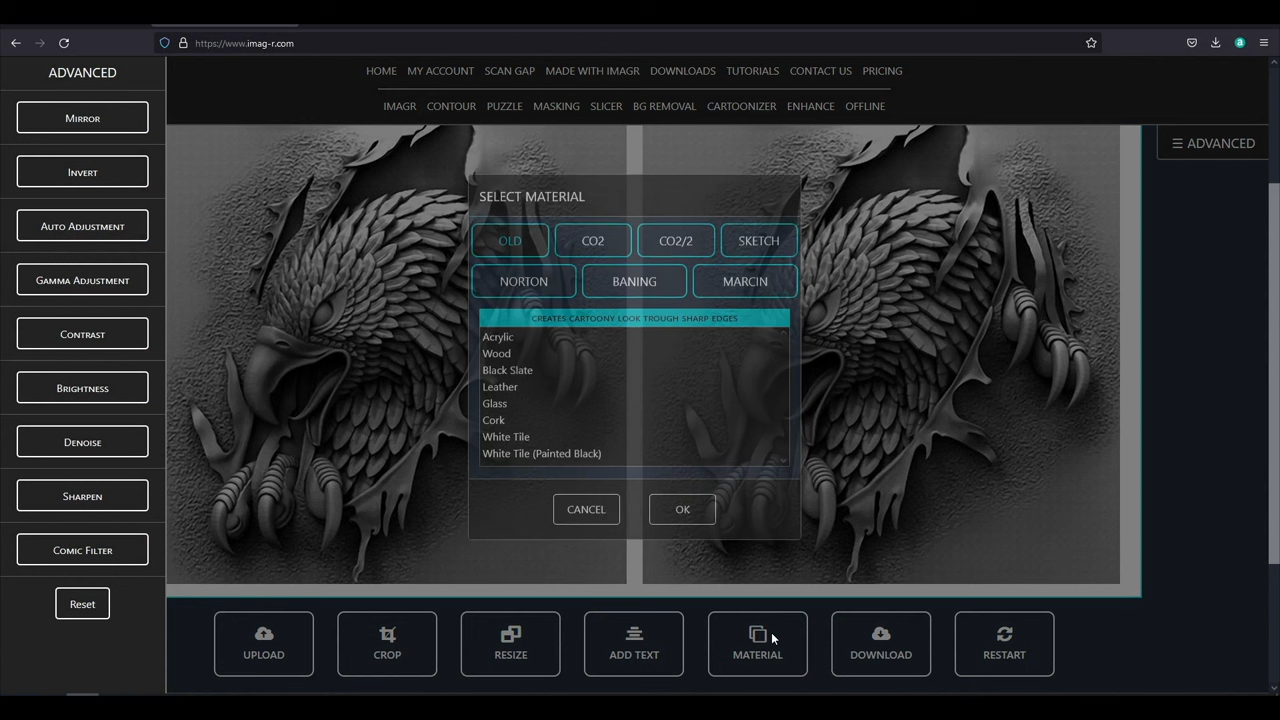 https://www.imag-r.com
ADVANCED
MIRROR
INVERT
AUTO ADJUSTMENT
GAMMA ADJUSTMENT
CONTRAST
BRIGHTNESS
DENOISE
SHARPEN
COMIC FILTER
Reset
HOME MY ACCOUNT SCAN GAP MADE WITH IMAGR DOWNLOADS TUTORIALS CONTACT US PRICING
IMAGR CONTOUR PUZZLE MASKING SLICER BG REMOVAL CARTOONIZER ENHANCE OFFLINE
☰ ADVANCED
SELECT MATERIAL
OLD CO2 CO2/2 SKETCH
NORTON BANING MARCIN
CREATES CARTOONY LOOK TROUGH SHARP EDGES
Acrylic
Wood
Black Slate
Leather
Glass
Cork
White Tile
White Tile (Painted Black)
CANCEL OK
UPLOAD CROP RESIZE ADD TEXT MATERIAL DOWNLOAD RESTART